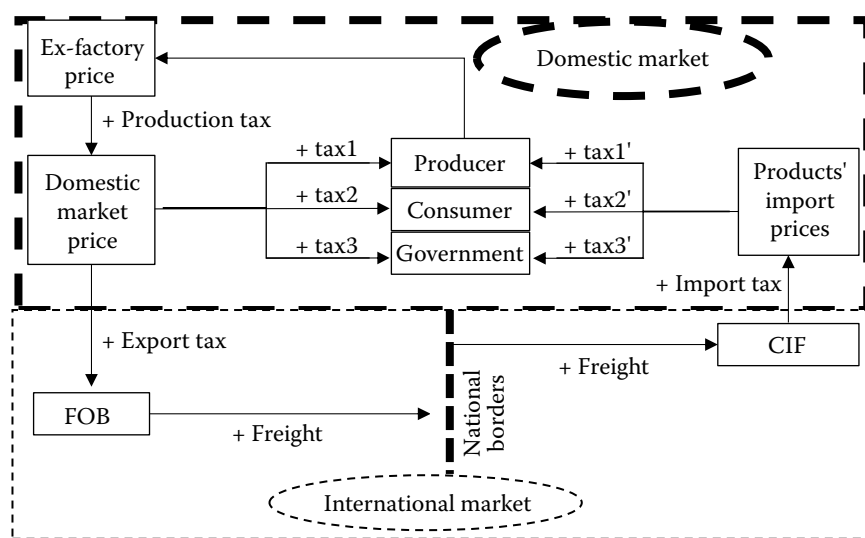 Ex-factory
price
Domestic market
+ Production tax
+ tax1
Producer
+ tax1'
Domestic
market
price
+ tax2
Consumer
+ tax2'
Products'
import
prices
+ tax3
Government
+ tax3'
+ Import tax
+ Export tax
CIF
+ Freight
FOB
+ Freight
National
borders
International market